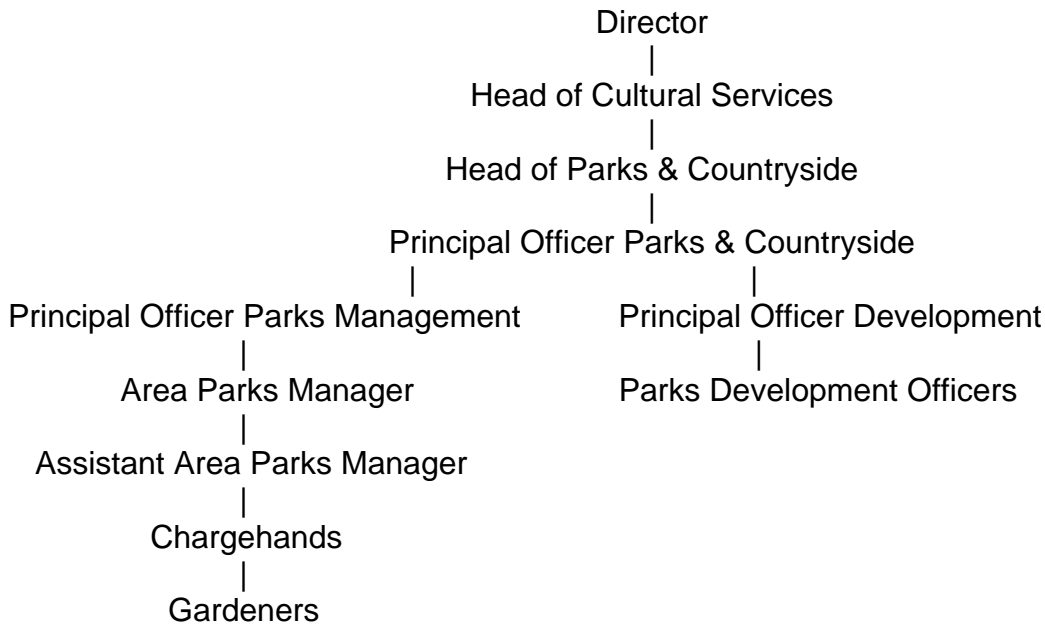 Director
Head of Cultural Services
Head of Parks & Countryside
Principal Officer Parks & Countryside
Principal Officer Parks Management
Principal Officer Development
Area Parks Manager
Parks Development Officers
Assistant Area Parks Manager
Chargehands
Gardeners